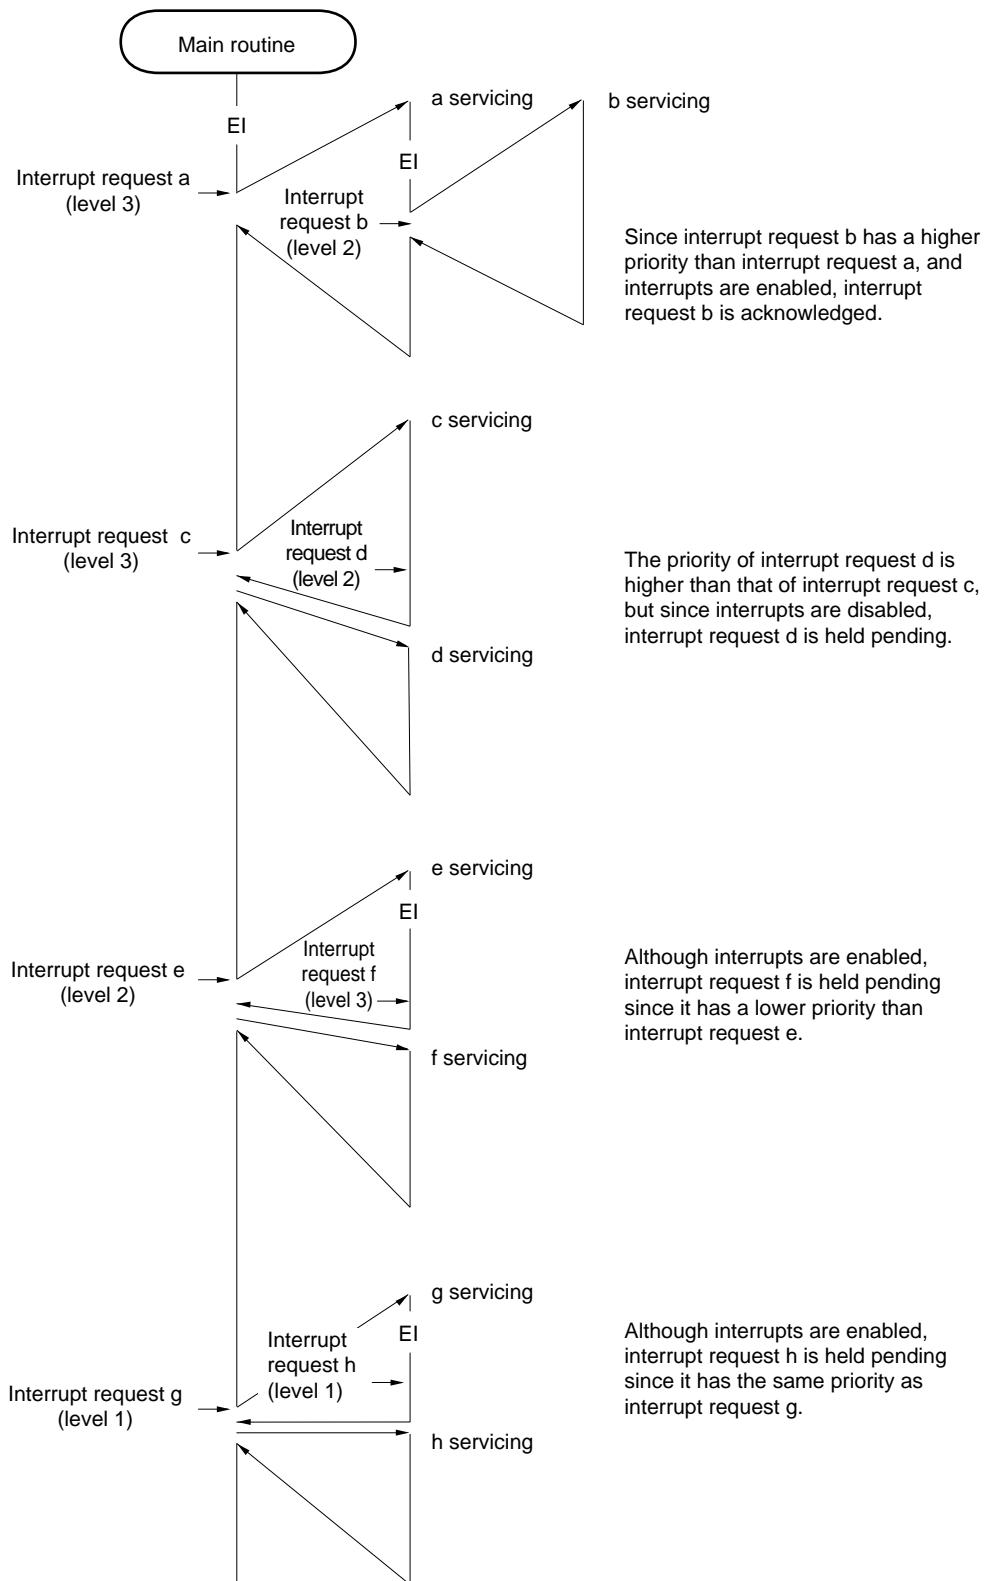 Main routine
a servicing
b servicing
EI
EI
Interrupt request a
(level 3)
Interrupt
request b
(level 2)
Since interrupt request b has a higher
priority than interrupt request a, and
interrupts are enabled, interrupt
request b is acknowledged.
c servicing
Interrupt request c
(level 3)
Interrupt
request d
(level 2)
The priority of interrupt request d is
higher than that of interrupt request c,
but since interrupts are disabled,
interrupt request d is held pending.
d servicing
e servicing
EI
Interrupt request e
(level 2)
Interrupt
request f
(level 3)
Although interrupts are enabled,
interrupt request f is held pending
since it has a lower priority than
interrupt request e.
f servicing
g servicing
EI
Interrupt request g
(level 1)
Interrupt
request h
(level 1)
Although interrupts are enabled,
interrupt request h is held pending
since it has the same priority as
interrupt request g.
h servicing